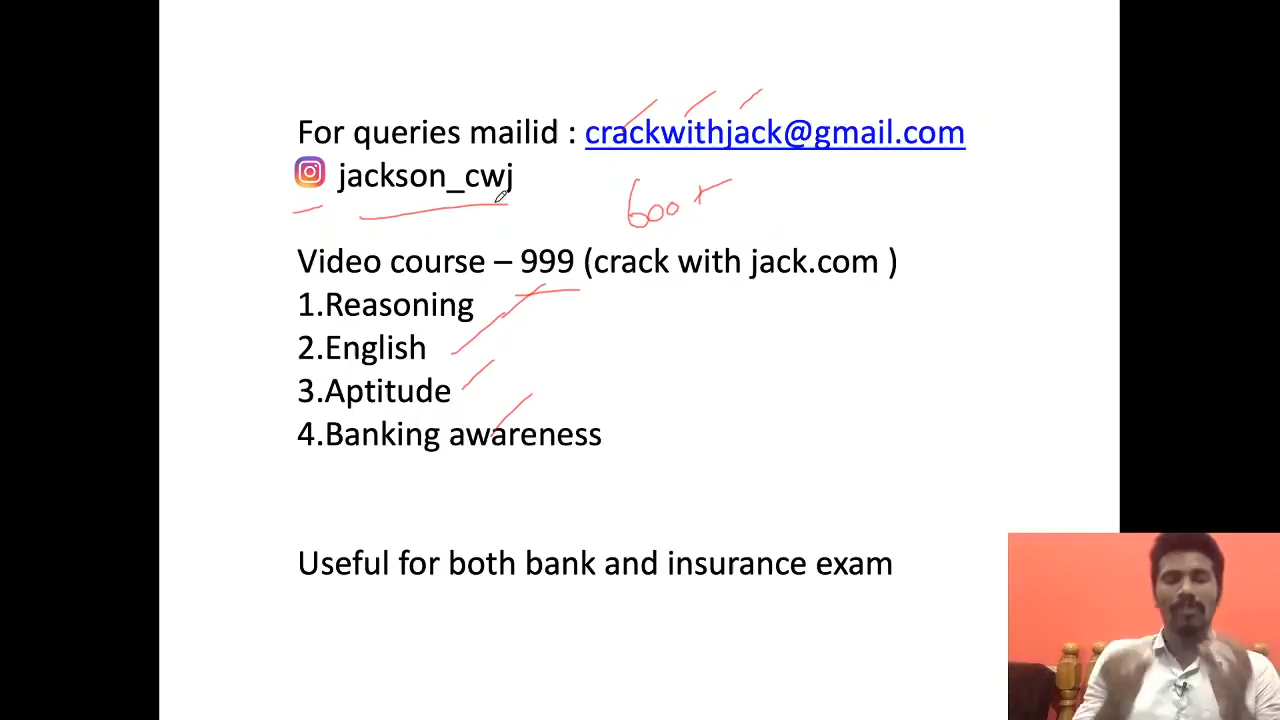 For queries mailid : crackwithjack@gmail.com
jackson_cwj
600+
Video course – 999 (crack with jack.com )
1.Reasoning
2.English
3.Aptitude
4.Banking awareness
Useful for both bank and insurance exam